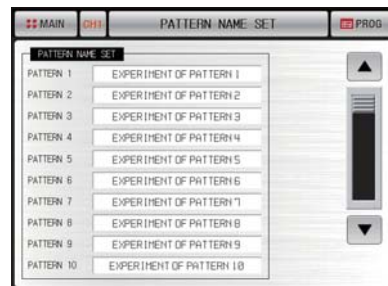 MAIN CH1 PATTERN NAME SET PROG
PATTERN NAME SET
PATTERN 1 EXPERIMENT OF PATTERN 1
PATTERN 2 EXPERIMENT OF PATTERN 2
PATTERN 3 EXPERIMENT OF PATTERN 3
PATTERN 4 EXPERIMENT OF PATTERN 4
PATTERN 5 EXPERIMENT OF PATTERN 5
PATTERN 6 EXPERIMENT OF PATTERN 6
PATTERN 7 EXPERIMENT OF PATTERN 7
PATTERN 8 EXPERIMENT OF PATTERN 8
PATTERN 9 EXPERIMENT OF PATTERN 9
PATTERN 10 EXPERIMENT OF PATTERN 10